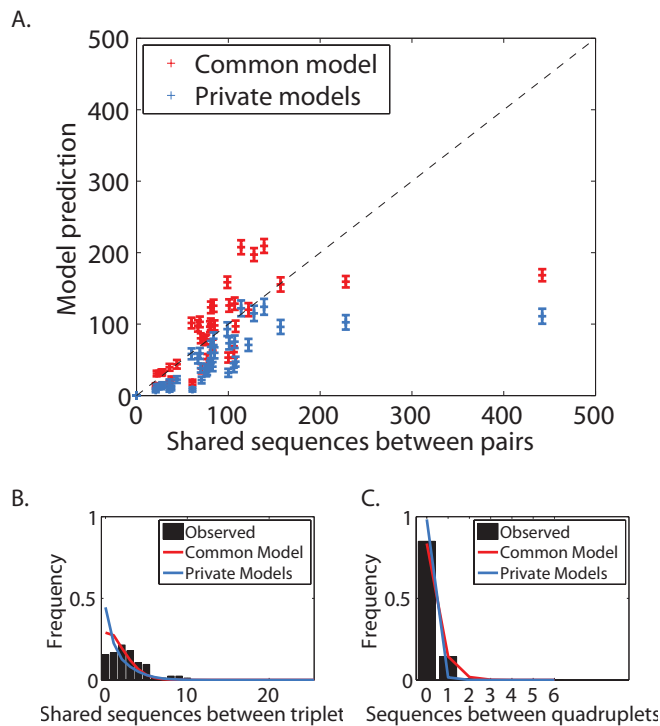 A.
500
400
300
200
100
0
Model prediction
Common model
Private models
0 100 200 300 400 500
Shared sequences between pairs
B.
1
0.5
0
Frequency
Observed
Common Model
Private Models
0 10 20
Shared sequences between triplet
C.
1
0.5
0
Frequency
Observed
Common Model
Private Models
0 1 2 3 4 5 6
Sequences between quadruplets